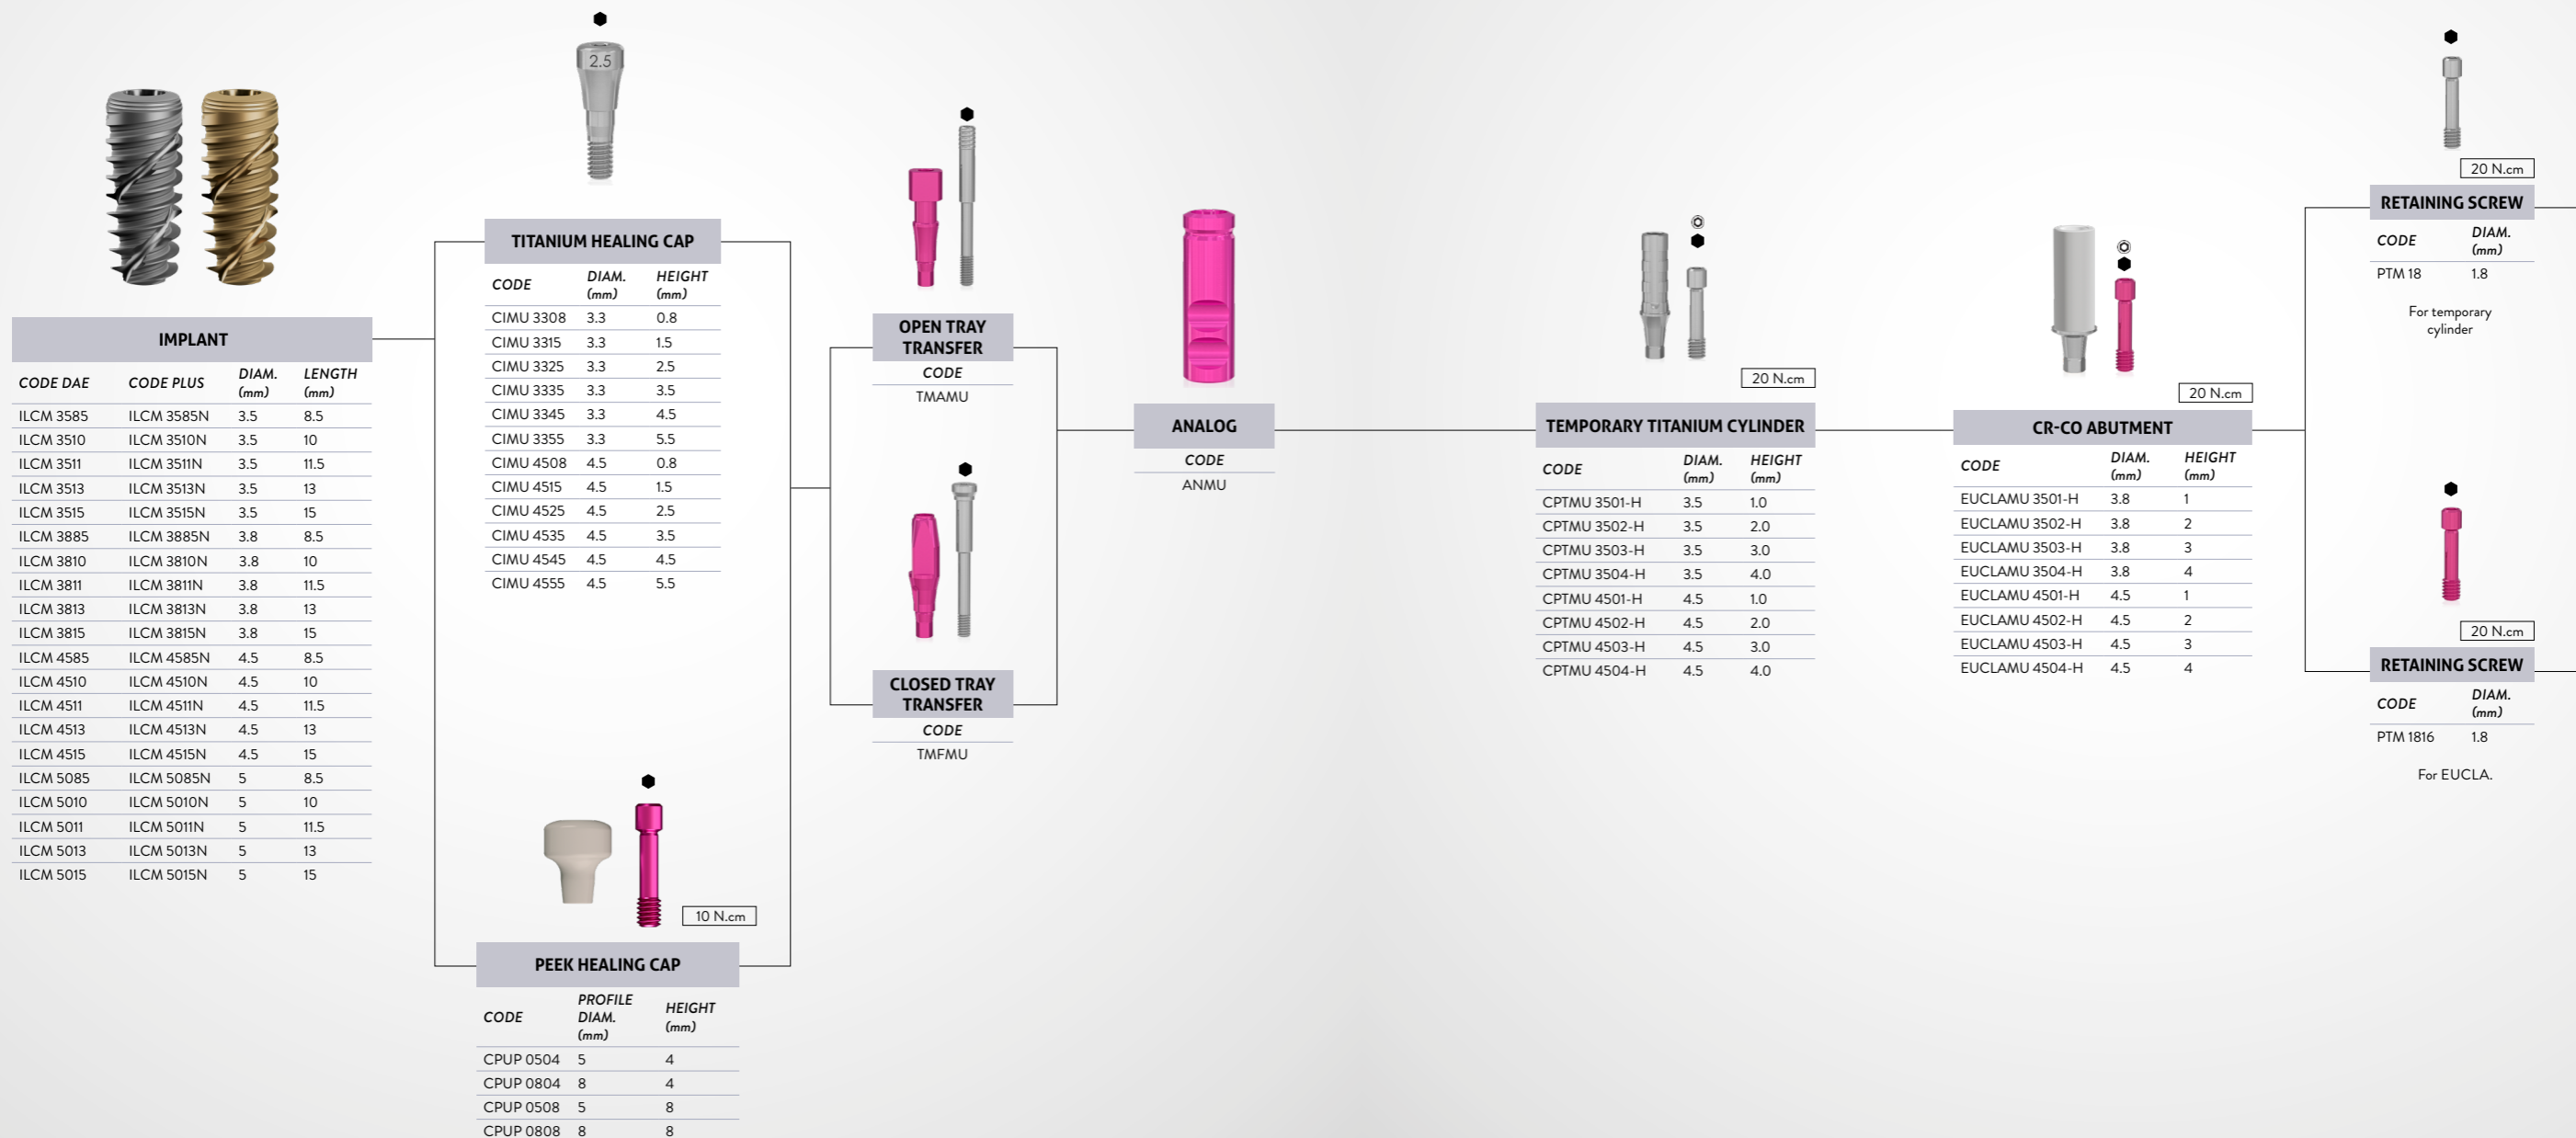 IMPLANT
CODE DAE CODE PLUS DIAM. (mm) LENGTH (mm)
ILCM 3585 ILCM 3585N 3.5 8.5
ILCM 3510 ILCM 3510N 3.5 10
ILCM 3511 ILCM 3511N 3.5 11.5
ILCM 3513 ILCM 3513N 3.5 13
ILCM 3515 ILCM 3515N 3.5 15
ILCM 3885 ILCM 3885N 3.8 8.5
ILCM 3810 ILCM 3810N 3.8 10
ILCM 3811 ILCM 3811N 3.8 11.5
ILCM 3813 ILCM 3813N 3.8 13
ILCM 3815 ILCM 3815N 3.8 15
ILCM 4585 ILCM 4585N 4.5 8.5
ILCM 4510 ILCM 4510N 4.5 10
ILCM 4511 ILCM 4511N 4.5 11.5
ILCM 4513 ILCM 4513N 4.5 13
ILCM 4515 ILCM 4515N 4.5 15
ILCM 5085 ILCM 5085N 5 8.5
ILCM 5010 ILCM 5010N 5 10
ILCM 5011 ILCM 5011N 5 11.5
ILCM 5013 ILCM 5013N 5 13
ILCM 5015 ILCM 5015N 5 15
2.5
TITANIUM HEALING CAP
CODE DIAM. (mm) HEIGHT (mm)
CIMU 3308 3.3 0.8
CIMU 3315 3.3 1.5
CIMU 3325 3.3 2.5
CIMU 3335 3.3 3.5
CIMU 3345 3.3 4.5
CIMU 3355 3.3 5.5
CIMU 4508 4.5 0.8
CIMU 4515 4.5 1.5
CIMU 4525 4.5 2.5
CIMU 4535 4.5 3.5
CIMU 4545 4.5 4.5
CIMU 4555 4.5 5.5
10 N.cm
PEEK HEALING CAP
CODE PROFILE DIAM. (mm) HEIGHT (mm)
CPUP 0504 5 4
CPUP 0804 8 4
CPUP 0508 5 8
CPUP 0808 8 8
OPEN TRAY
TRANSFER
CODE
TMAMU
CLOSED TRAY
TRANSFER
CODE
TMFMU
ANALOG
CODE
ANMU
20 N.cm
TEMPORARY TITANIUM CYLINDER
CODE DIAM. (mm) HEIGHT (mm)
CPTMU 3501-H 3.5 1.0
CPTMU 3502-H 3.5 2.0
CPTMU 3503-H 3.5 3.0
CPTMU 3504-H 3.5 4.0
CPTMU 4501-H 4.5 1.0
CPTMU 4502-H 4.5 2.0
CPTMU 4503-H 4.5 3.0
CPTMU 4504-H 4.5 4.0
20 N.cm
CR-CO ABUTMENT
CODE DIAM. (mm) HEIGHT (mm)
EUCLAMU 3501-H 3.8 1
EUCLAMU 3502-H 3.8 2
EUCLAMU 3503-H 3.8 3
EUCLAMU 3504-H 3.8 4
EUCLAMU 4501-H 4.5 1
EUCLAMU 4502-H 4.5 2
EUCLAMU 4503-H 4.5 3
EUCLAMU 4504-H 4.5 4
20 N.cm
RETAINING SCREW
CODE DIAM. (mm)
PTM 18 1.8
For temporary
cylinder
20 N.cm
RETAINING SCREW
CODE DIAM. (mm)
PTM 1816 1.8
For EUCLA.